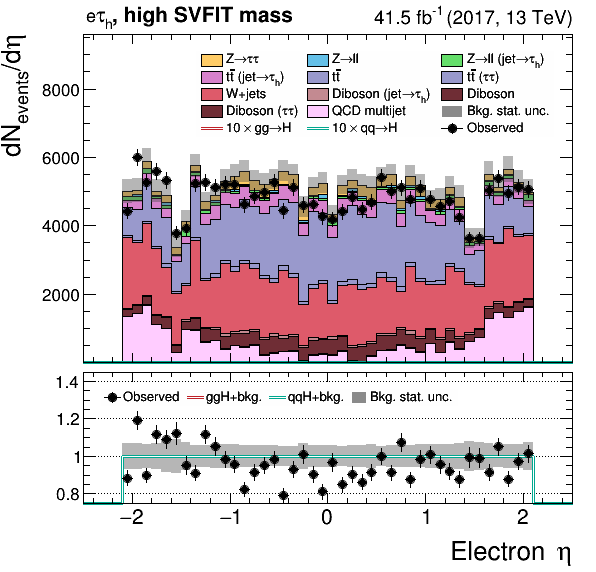 eτh, high SVFIT mass 41.5 fb⁻¹ (2017, 13 TeV)
dNevents/dη
Z→ττ Z→ll Z→ll (jet→τh)
tt̄ (jet→τh) tt̄ tt̄ (ττ)
W+jets Diboson (jet→τh) Diboson
Diboson (ττ) QCD multijet Bkg. stat. unc.
10 × gg→H 10 × qq→H Observed
8000
6000
4000
2000
Observed ggH+bkg. qqH+bkg. Bkg. stat. unc.
1.4
1.2
1
0.8
−2 −1 0 1 2
Electron η